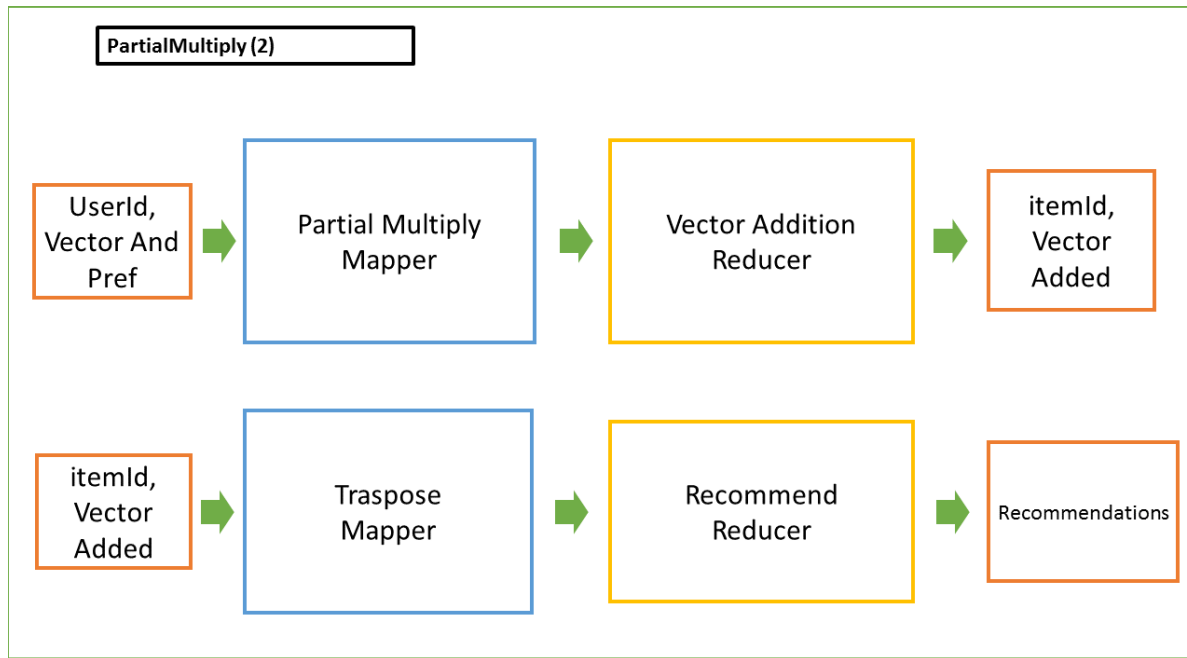 PartialMultiply (2)
UserId,
Vector And
Pref
Partial Multiply
Mapper
Vector Addition
Reducer
itemId,
Vector
Added
itemId,
Vector
Added
Traspose
Mapper
Recommend
Reducer
Recommendations